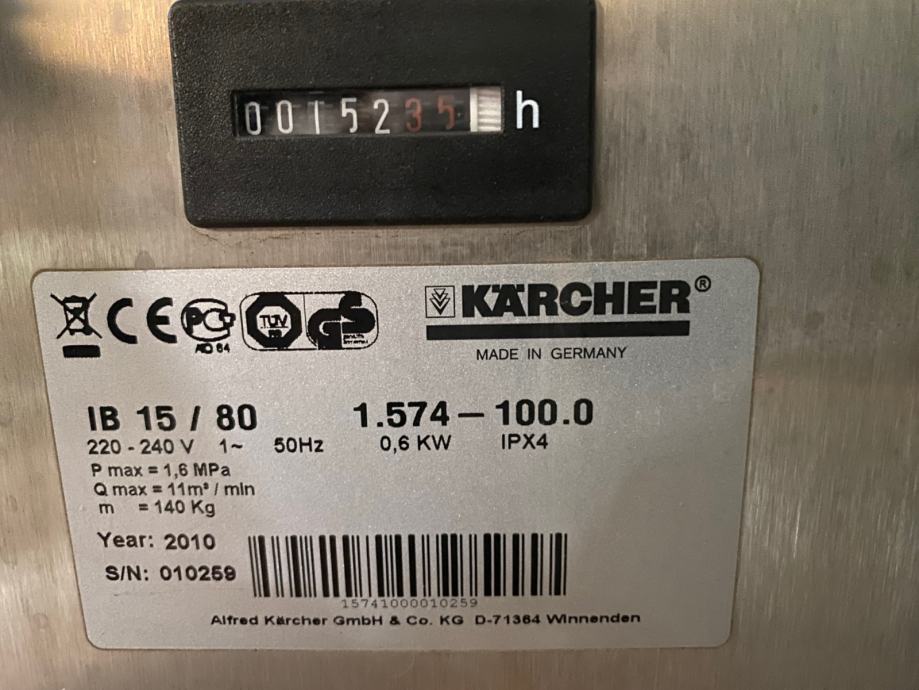 0015235 h
KÄRCHER®
MADE IN GERMANY
IB 15 / 80 1.574 – 100.0
220 - 240 V 1~ 50Hz 0,6 KW IPX4
P max = 1,6 MPa
Q max = 11m³ / min
m = 140 Kg
Year: 2010
S/N: 010259
15741000010259
Alfred Kärcher GmbH & Co. KG D-71364 Winnenden